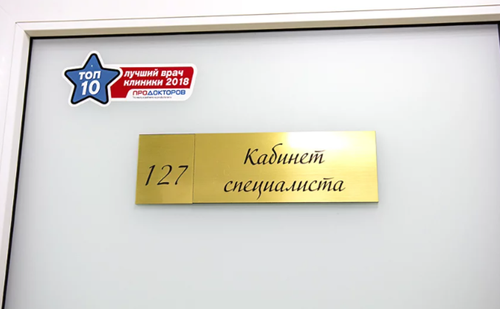 ТОП
10
лучший врач
клиники 2018
ПРОДОКТОРОВ
127
Кабинет
специалиста